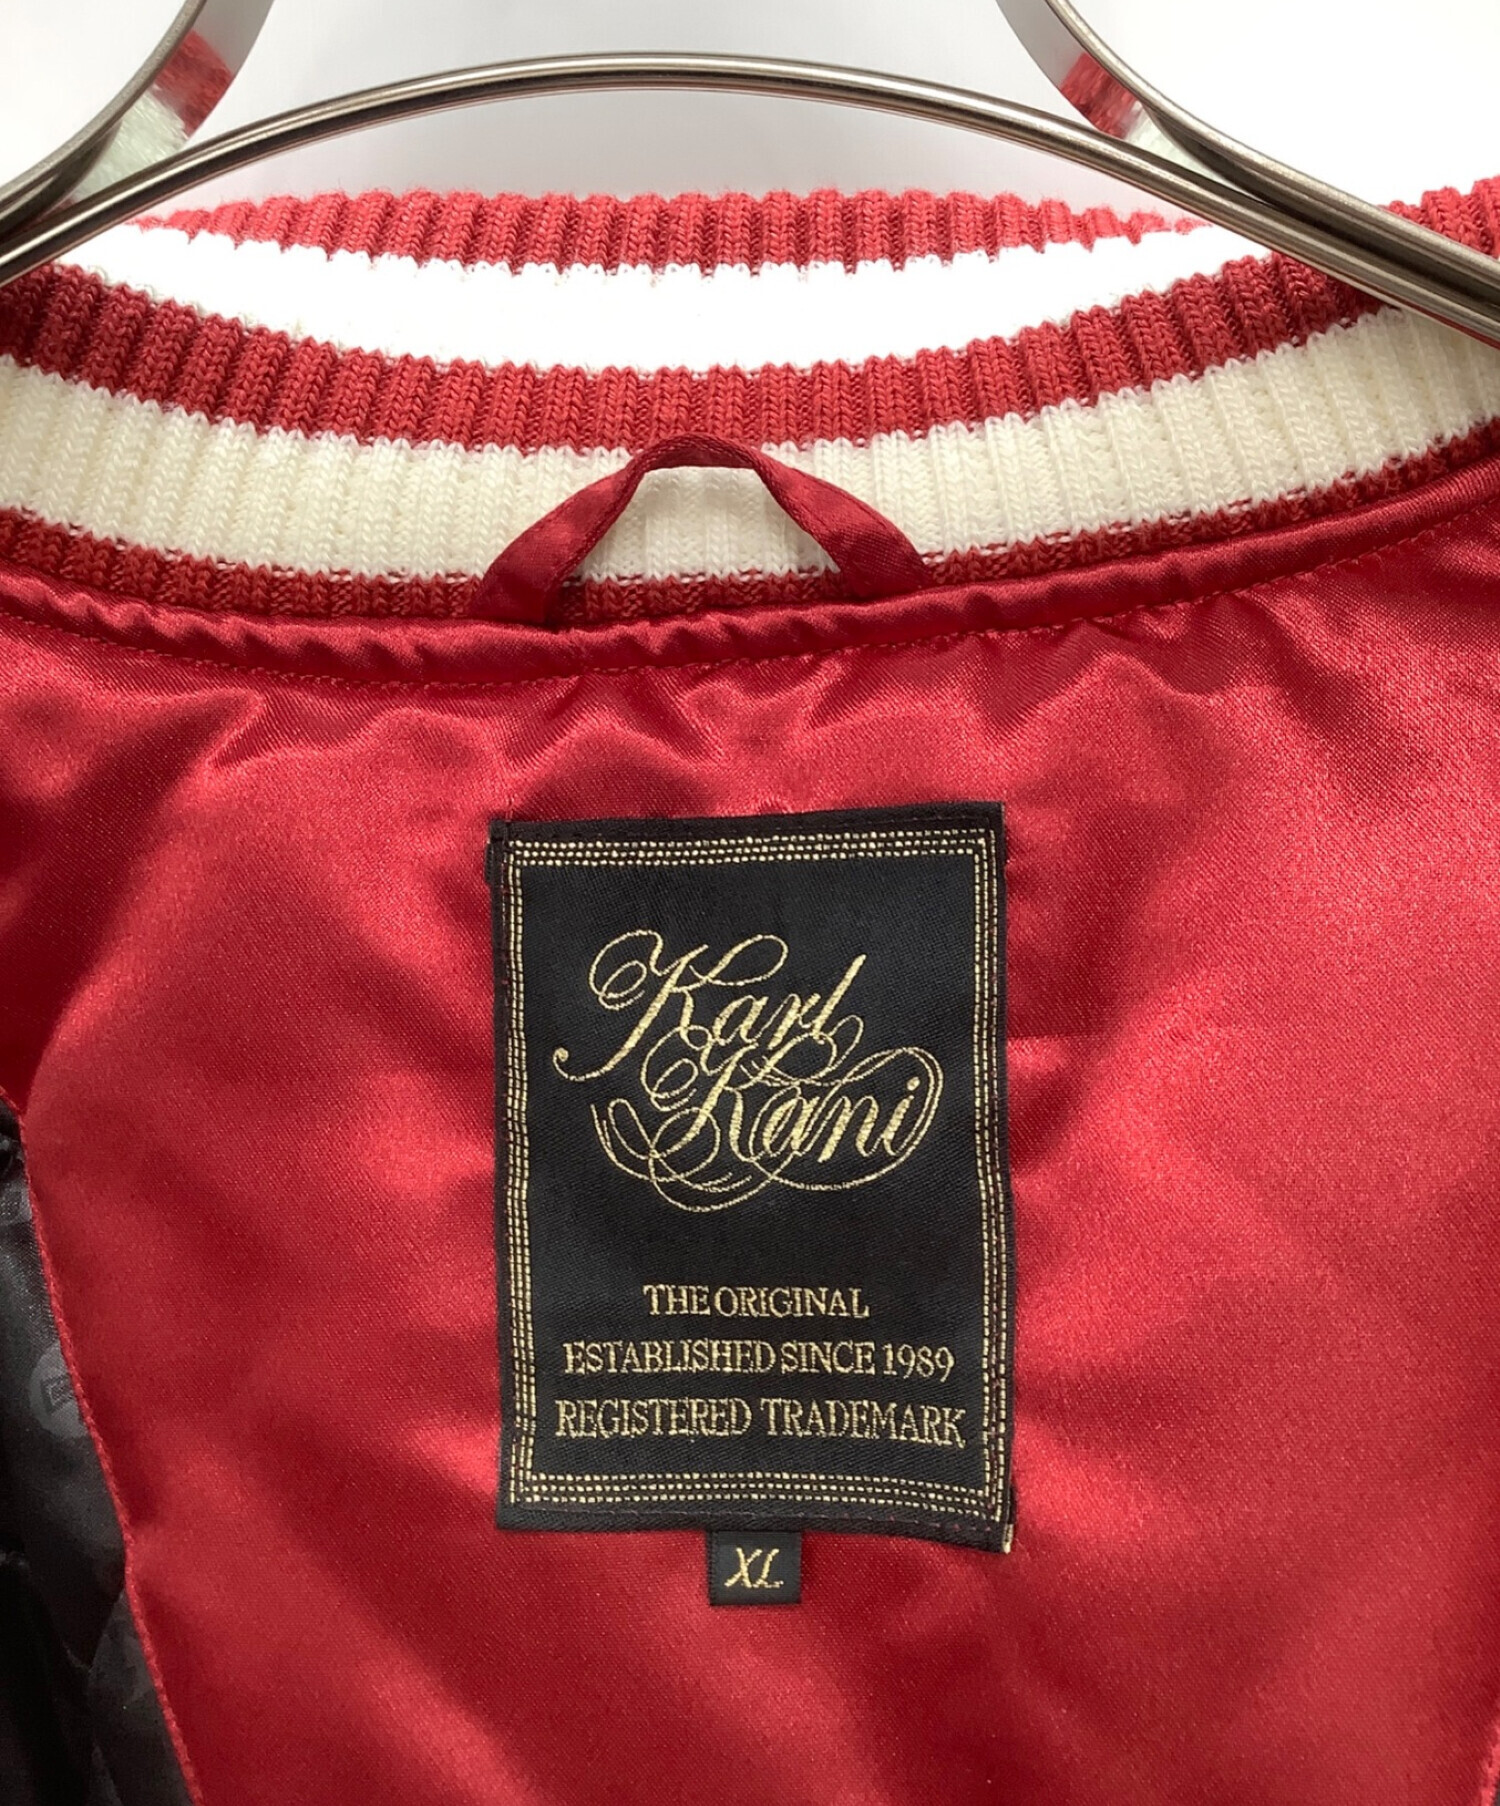 Karl
Kani
THE ORIGINAL
ESTABLISHED SINCE 1989
REGISTERED TRADEMARK
XL